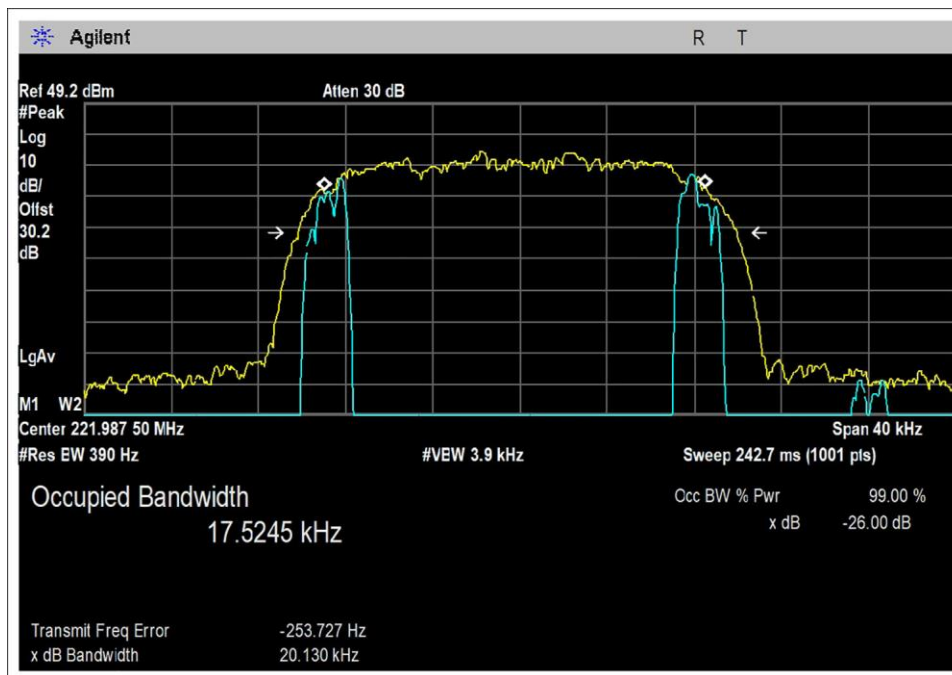 Agilent R T
Ref 49.2 dBm Atten 30 dB
#Peak
Log
10
dB/
Offst
30.2
dB
LgAv
M1 W2
Center 221.987 50 MHz Span 40 kHz
#Res BW 390 Hz #VBW 3.9 kHz Sweep 242.7 ms (1001 pts)
Occupied Bandwidth Occ BW % Pwr 99.00 %
17.5245 kHz x dB -26.00 dB
Transmit Freq Error -253.727 Hz
x dB Bandwidth 20.130 kHz